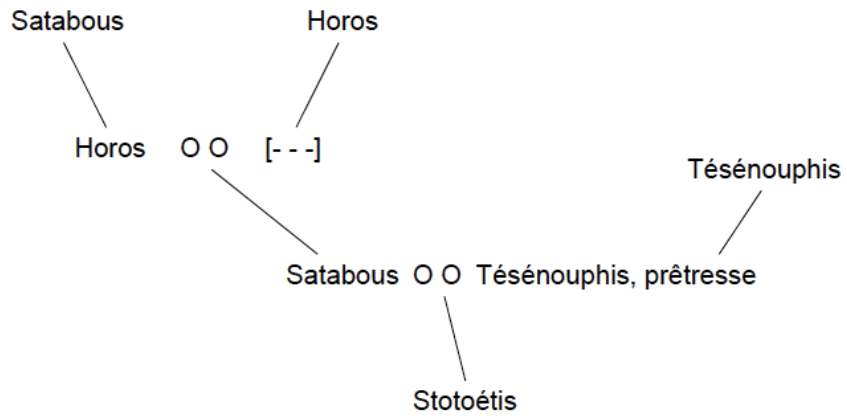 Satabous Horos
Horos O O [- - -]
Tésénouphis
Satabous O O Tésénouphis, prêtresse
Stotoétis